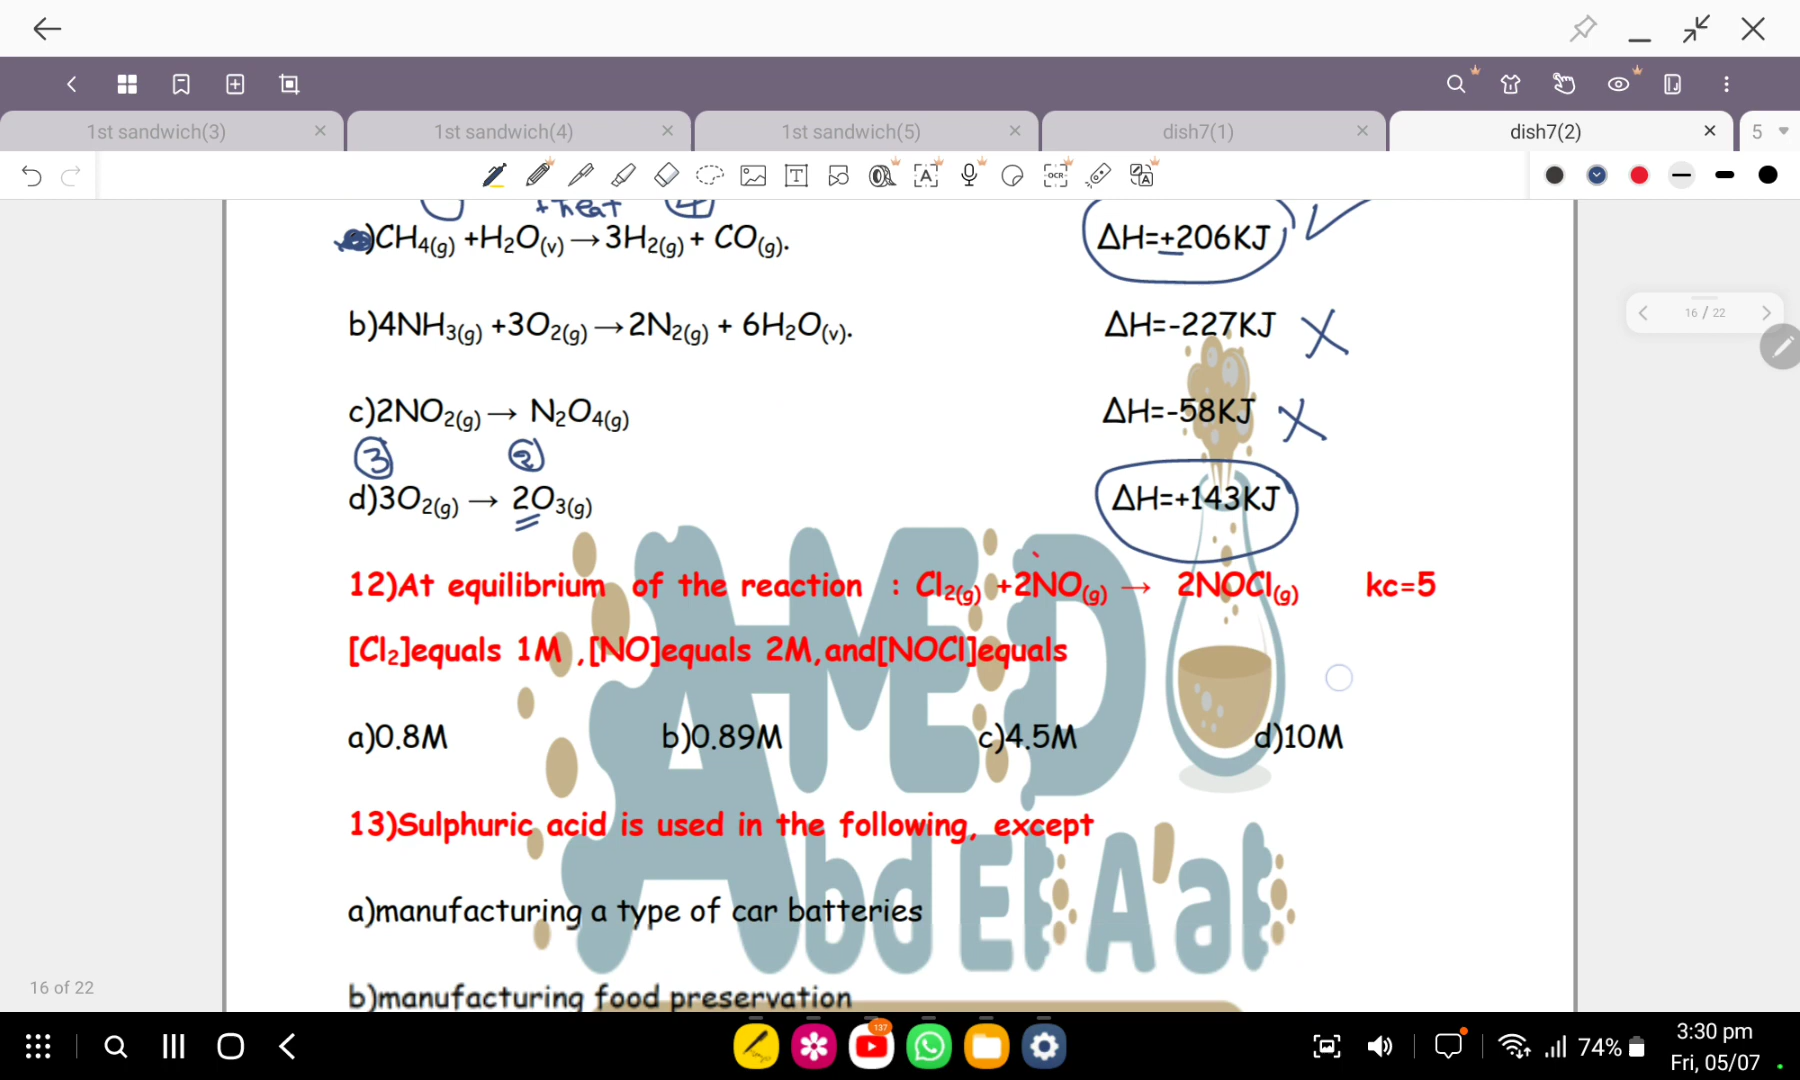 1st sandwich(3) 1st sandwich(4) 1st sandwich(5) dish7(1) dish7(2) 5
T A OCR A
+heat 4
)CH₄(g) +H₂O(v) → 3H₂(g) + CO(g). ΔH=+206KJ
b)4NH₃(g) +3O₂(g) → 2N₂(g) + 6H₂O(v). ΔH=-227KJ
16 / 22
c)2NO₂(g) → N₂O₄(g) ΔH=-58KJ
3 2
d)3O₂(g) → 2O₃(g) ΔH=+143KJ
12)At equilibrium of the reaction : Cl₂(g) +2NO(g) → 2NOCl(g) kc=5
[Cl₂]equals 1M ,[NO]equals 2M,and[NOCl]equals
a)0.8M b)0.89M c)4.5M d)10M
13)Sulphuric acid is used in the following, except
a)manufacturing a type of car batteries
b)manufacturing food preservation
AHMED
Abd El A'al
16 of 22
137
74% 3:30 pm
Fri, 05/07